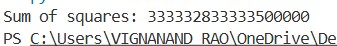 Sum of squares: 333332833333500000
PS C:\Users\VIGNANAND RAO\OneDrive\De